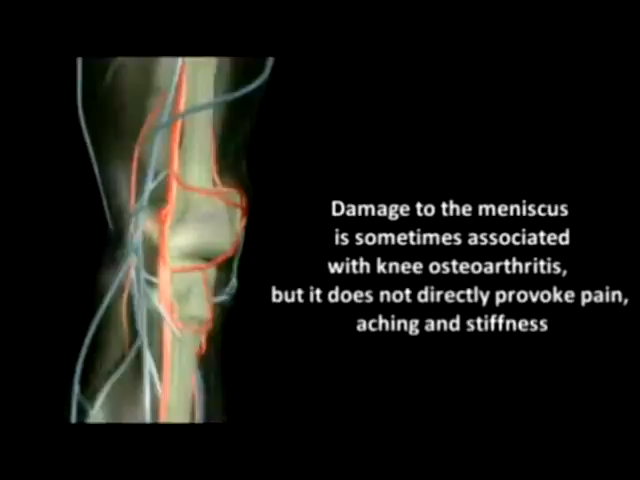 Damage to the meniscus
is sometimes associated
with knee osteoarthritis,
but it does not directly provoke pain,
aching and stiffness